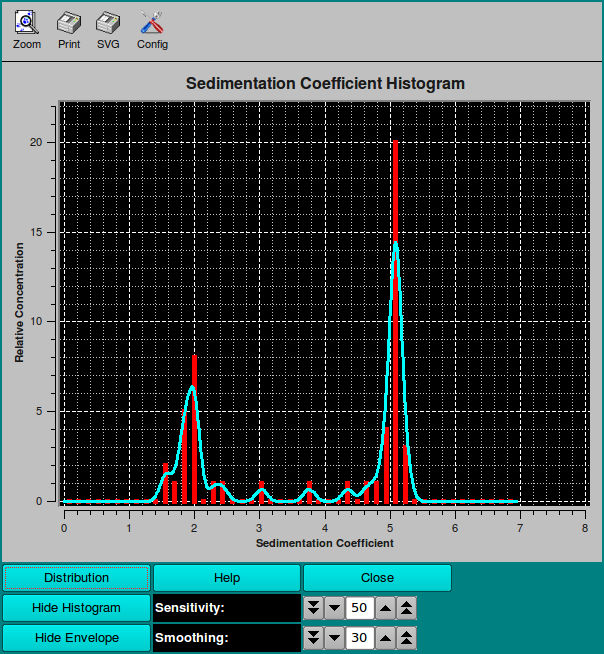 Zoom Print SVG Config
Sedimentation Coefficient Histogram
Relative Concentration
20
15
10
5
0
0 1 2 3 4 5 6 7 8
Sedimentation Coefficient
Distribution Help Close
Hide Histogram Sensitivity: 50
Hide Envelope Smoothing: 30